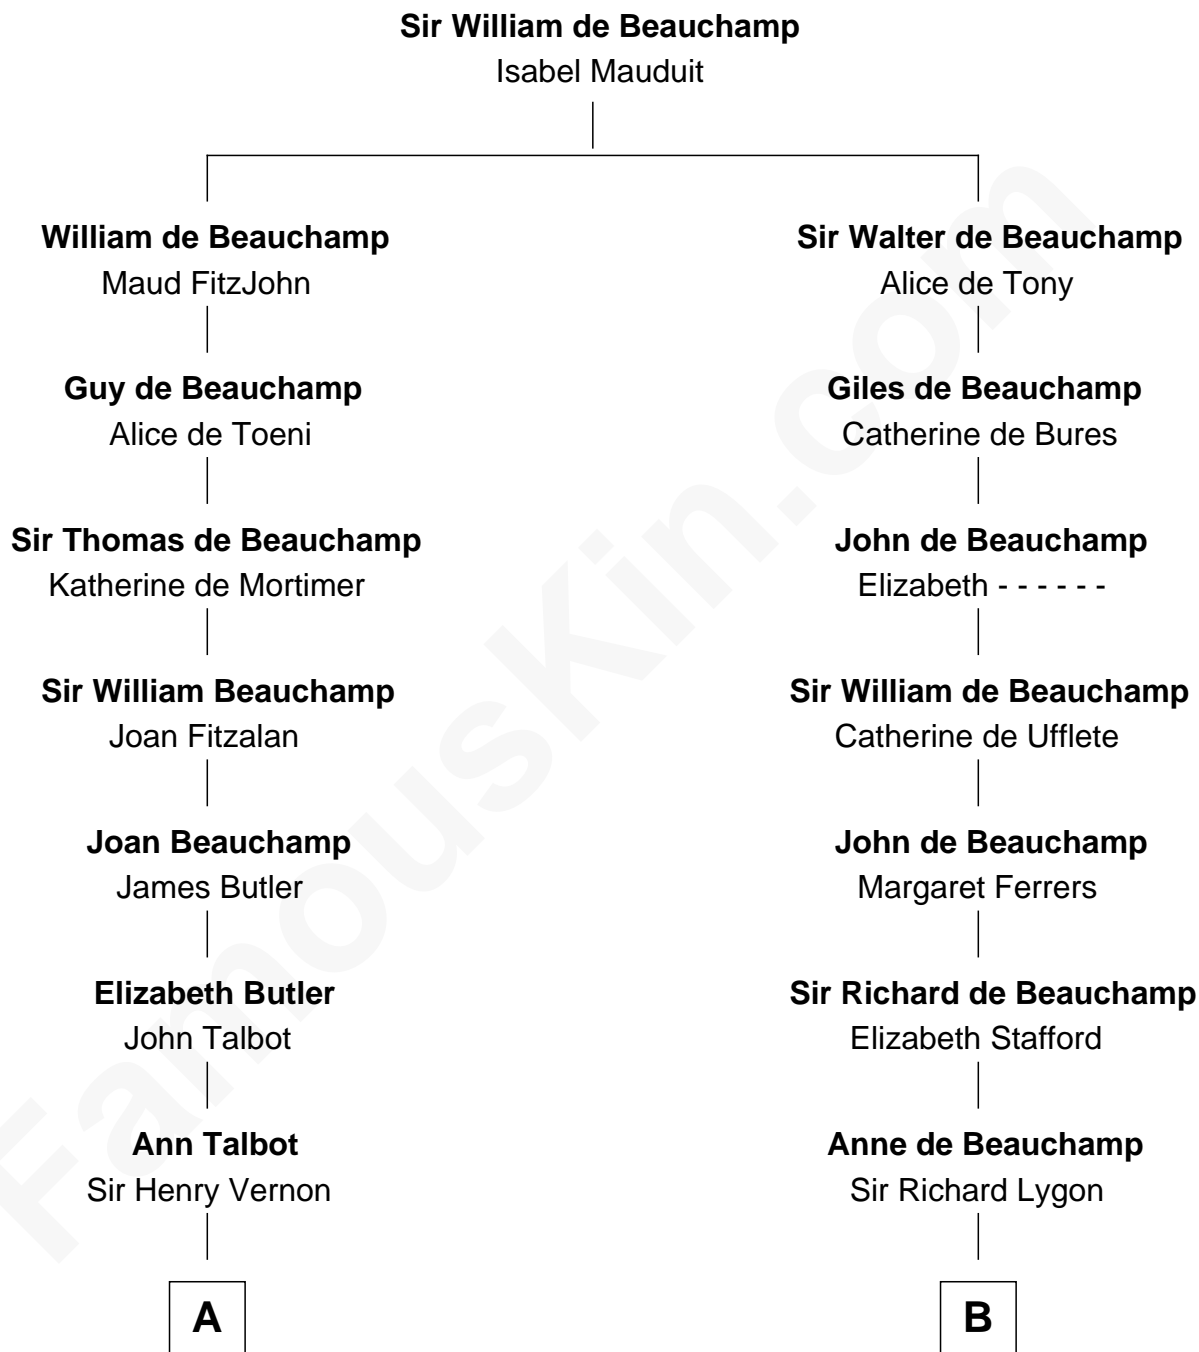 Sir William de Beauchamp
Isabel Mauduit
William de Beauchamp
Maud FitzJohn
Sir Walter de Beauchamp
Alice de Tony
Guy de Beauchamp
Alice de Toeni
Giles de Beauchamp
Catherine de Bures
Sir Thomas de Beauchamp
Katherine de Mortimer
John de Beauchamp
Elizabeth - - - - - -
Sir William Beauchamp
Joan Fitzalan
Sir William de Beauchamp
Catherine de Ufflete
Joan Beauchamp
James Butler
John de Beauchamp
Margaret Ferrers
Elizabeth Butler
John Talbot
Sir Richard de Beauchamp
Elizabeth Stafford
Ann Talbot
Sir Henry Vernon
Anne de Beauchamp
Sir Richard Lygon
A
B
FamousKin.com